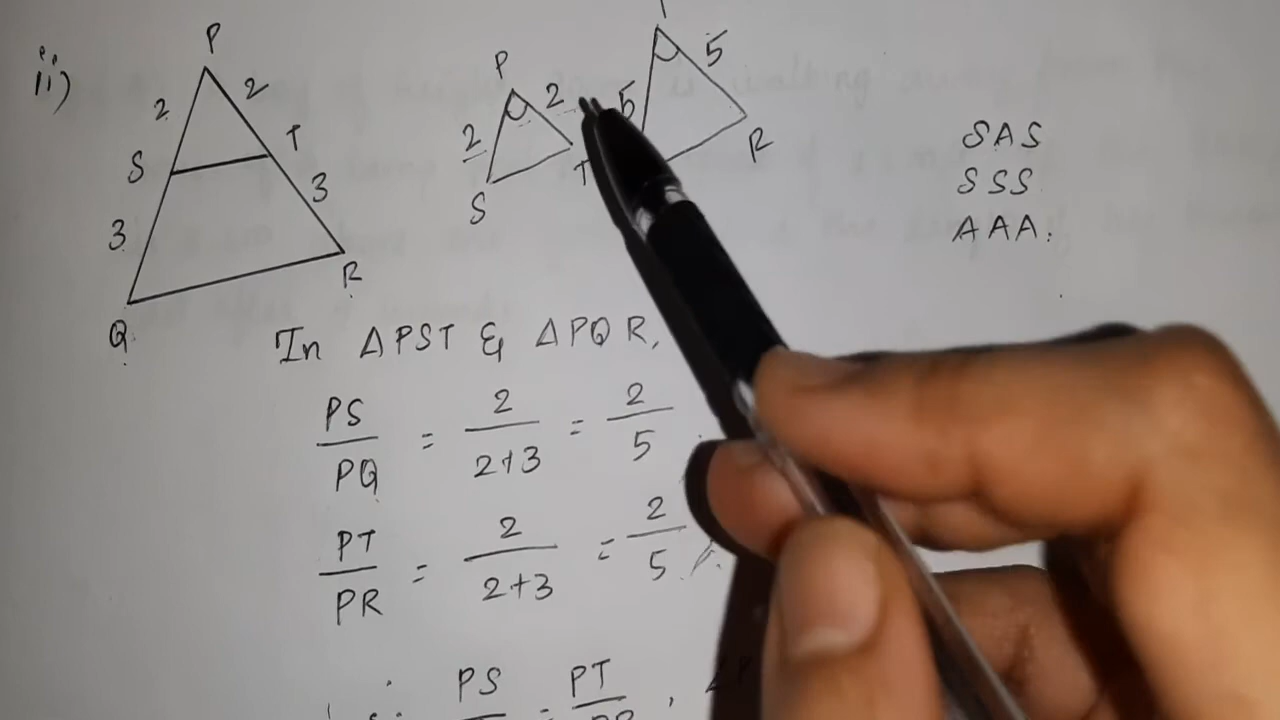 ii)
P
2 2
S T
3 3
Q R
P
2 2
S T
5 5
R
SAS
SSS
AAA.
In ΔPST & ΔPQR,
PS/PQ = 2/2+3 = 2/5
PT/PR = 2/2+3 = 2/5
PS = PT , ∠P